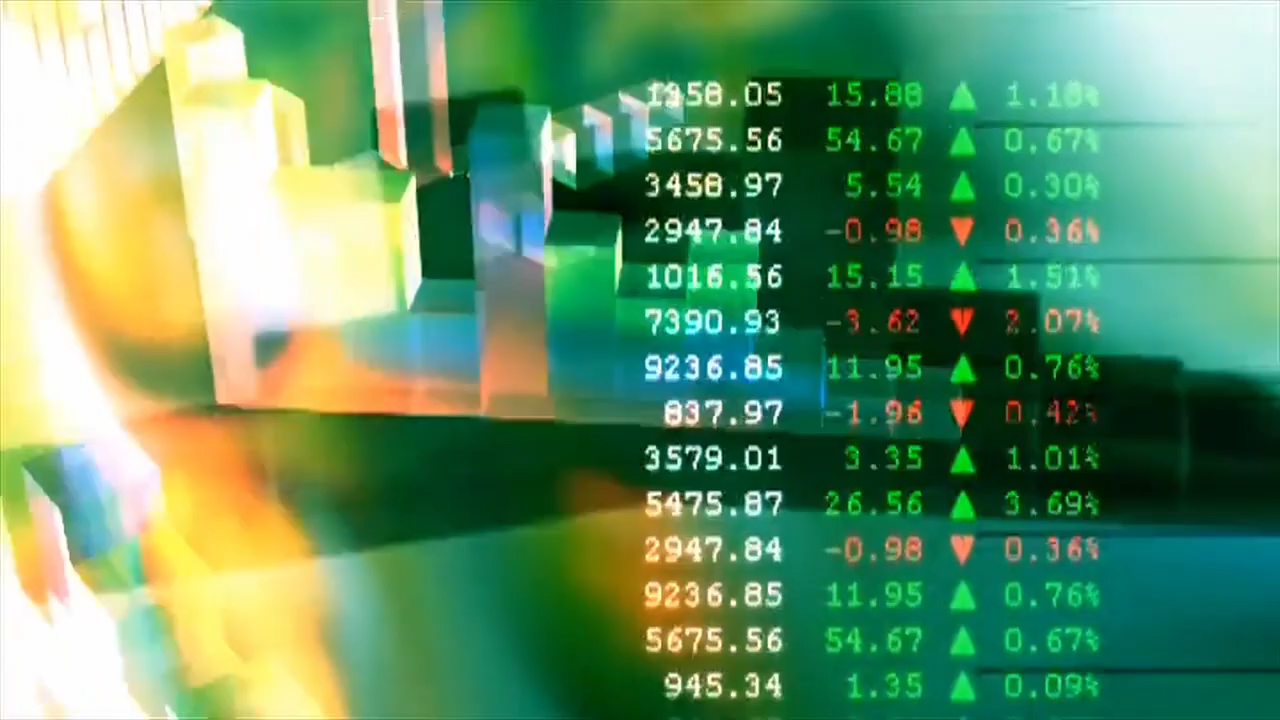 1358.05 15.88 ▲ 1.18%
5675.56 54.67 ▲ 0.67%
3458.97 5.54 ▲ 0.30%
2947.84 -0.98 ▼ 0.36%
1016.56 15.15 ▲ 1.51%
7390.93 -3.62 ▼ 2.07%
9236.85 11.95 ▲ 0.76%
837.97 -1.96 ▼ 0.42%
3579.01 3.35 ▲ 1.01%
5475.87 26.56 ▲ 3.69%
2947.84 -0.98 ▼ 0.36%
9236.85 11.95 ▲ 0.76%
5675.56 54.67 ▲ 0.67%
945.34 1.35 ▲ 0.09%